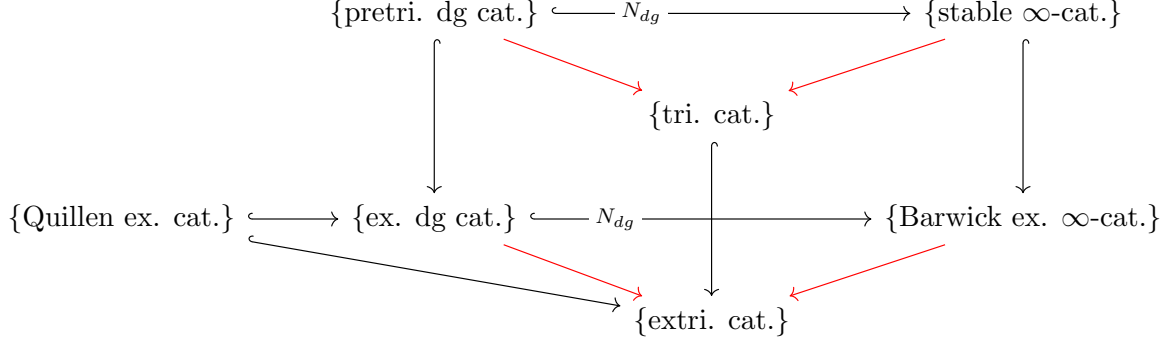 {pretri. dg cat.} N_{dg} {stable ∞-cat.}
{tri. cat.}
{Quillen ex. cat.} {ex. dg cat.} N_{dg} {Barwick ex. ∞-cat.}
{extri. cat.}